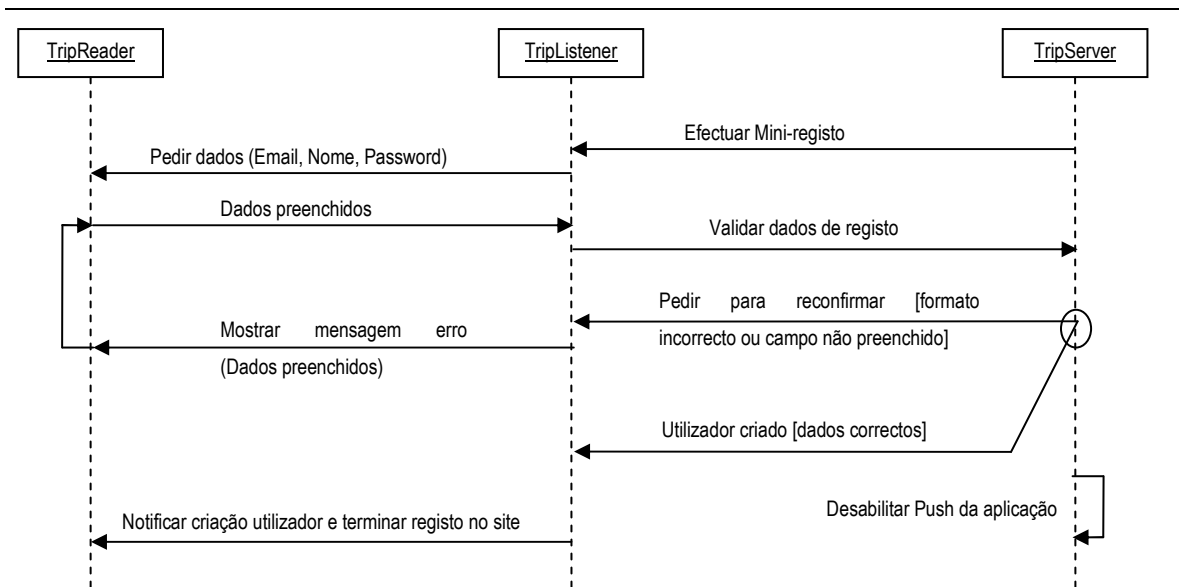 TripReader
TripListener
TripServer
Efectuar Mini-registo
Pedir dados (Email, Nome, Password)
Dados preenchidos
Validar dados de registo
Pedir para reconfirmar [formato
incorrecto ou campo não preenchido]
Mostrar mensagem erro
(Dados preenchidos)
Utilizador criado [dados correctos]
Desabilitar Push da aplicação
Notificar criação utilizador e terminar registo no site